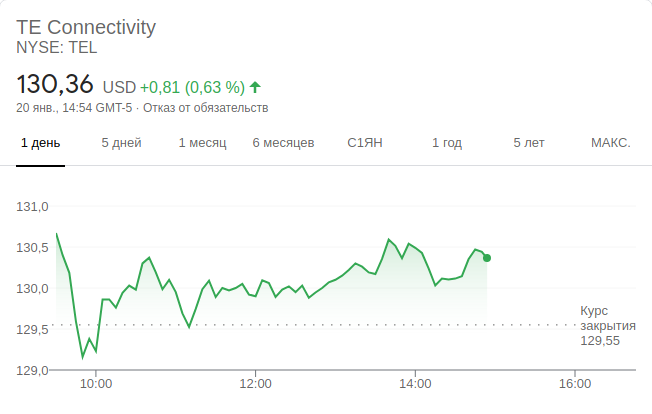 TE Connectivity
NYSE: TEL
130,36 USD +0,81 (0,63 %)
20 янв., 14:54 GMT-5 · Отказ от обязательств
1 день 5 дней 1 месяц 6 месяцев С1ЯН 1 год 5 лет МАКС.
131,0
130,5
130,0
129,5
129,0
Курс
закрытия
129,55
10:00 12:00 14:00 16:00